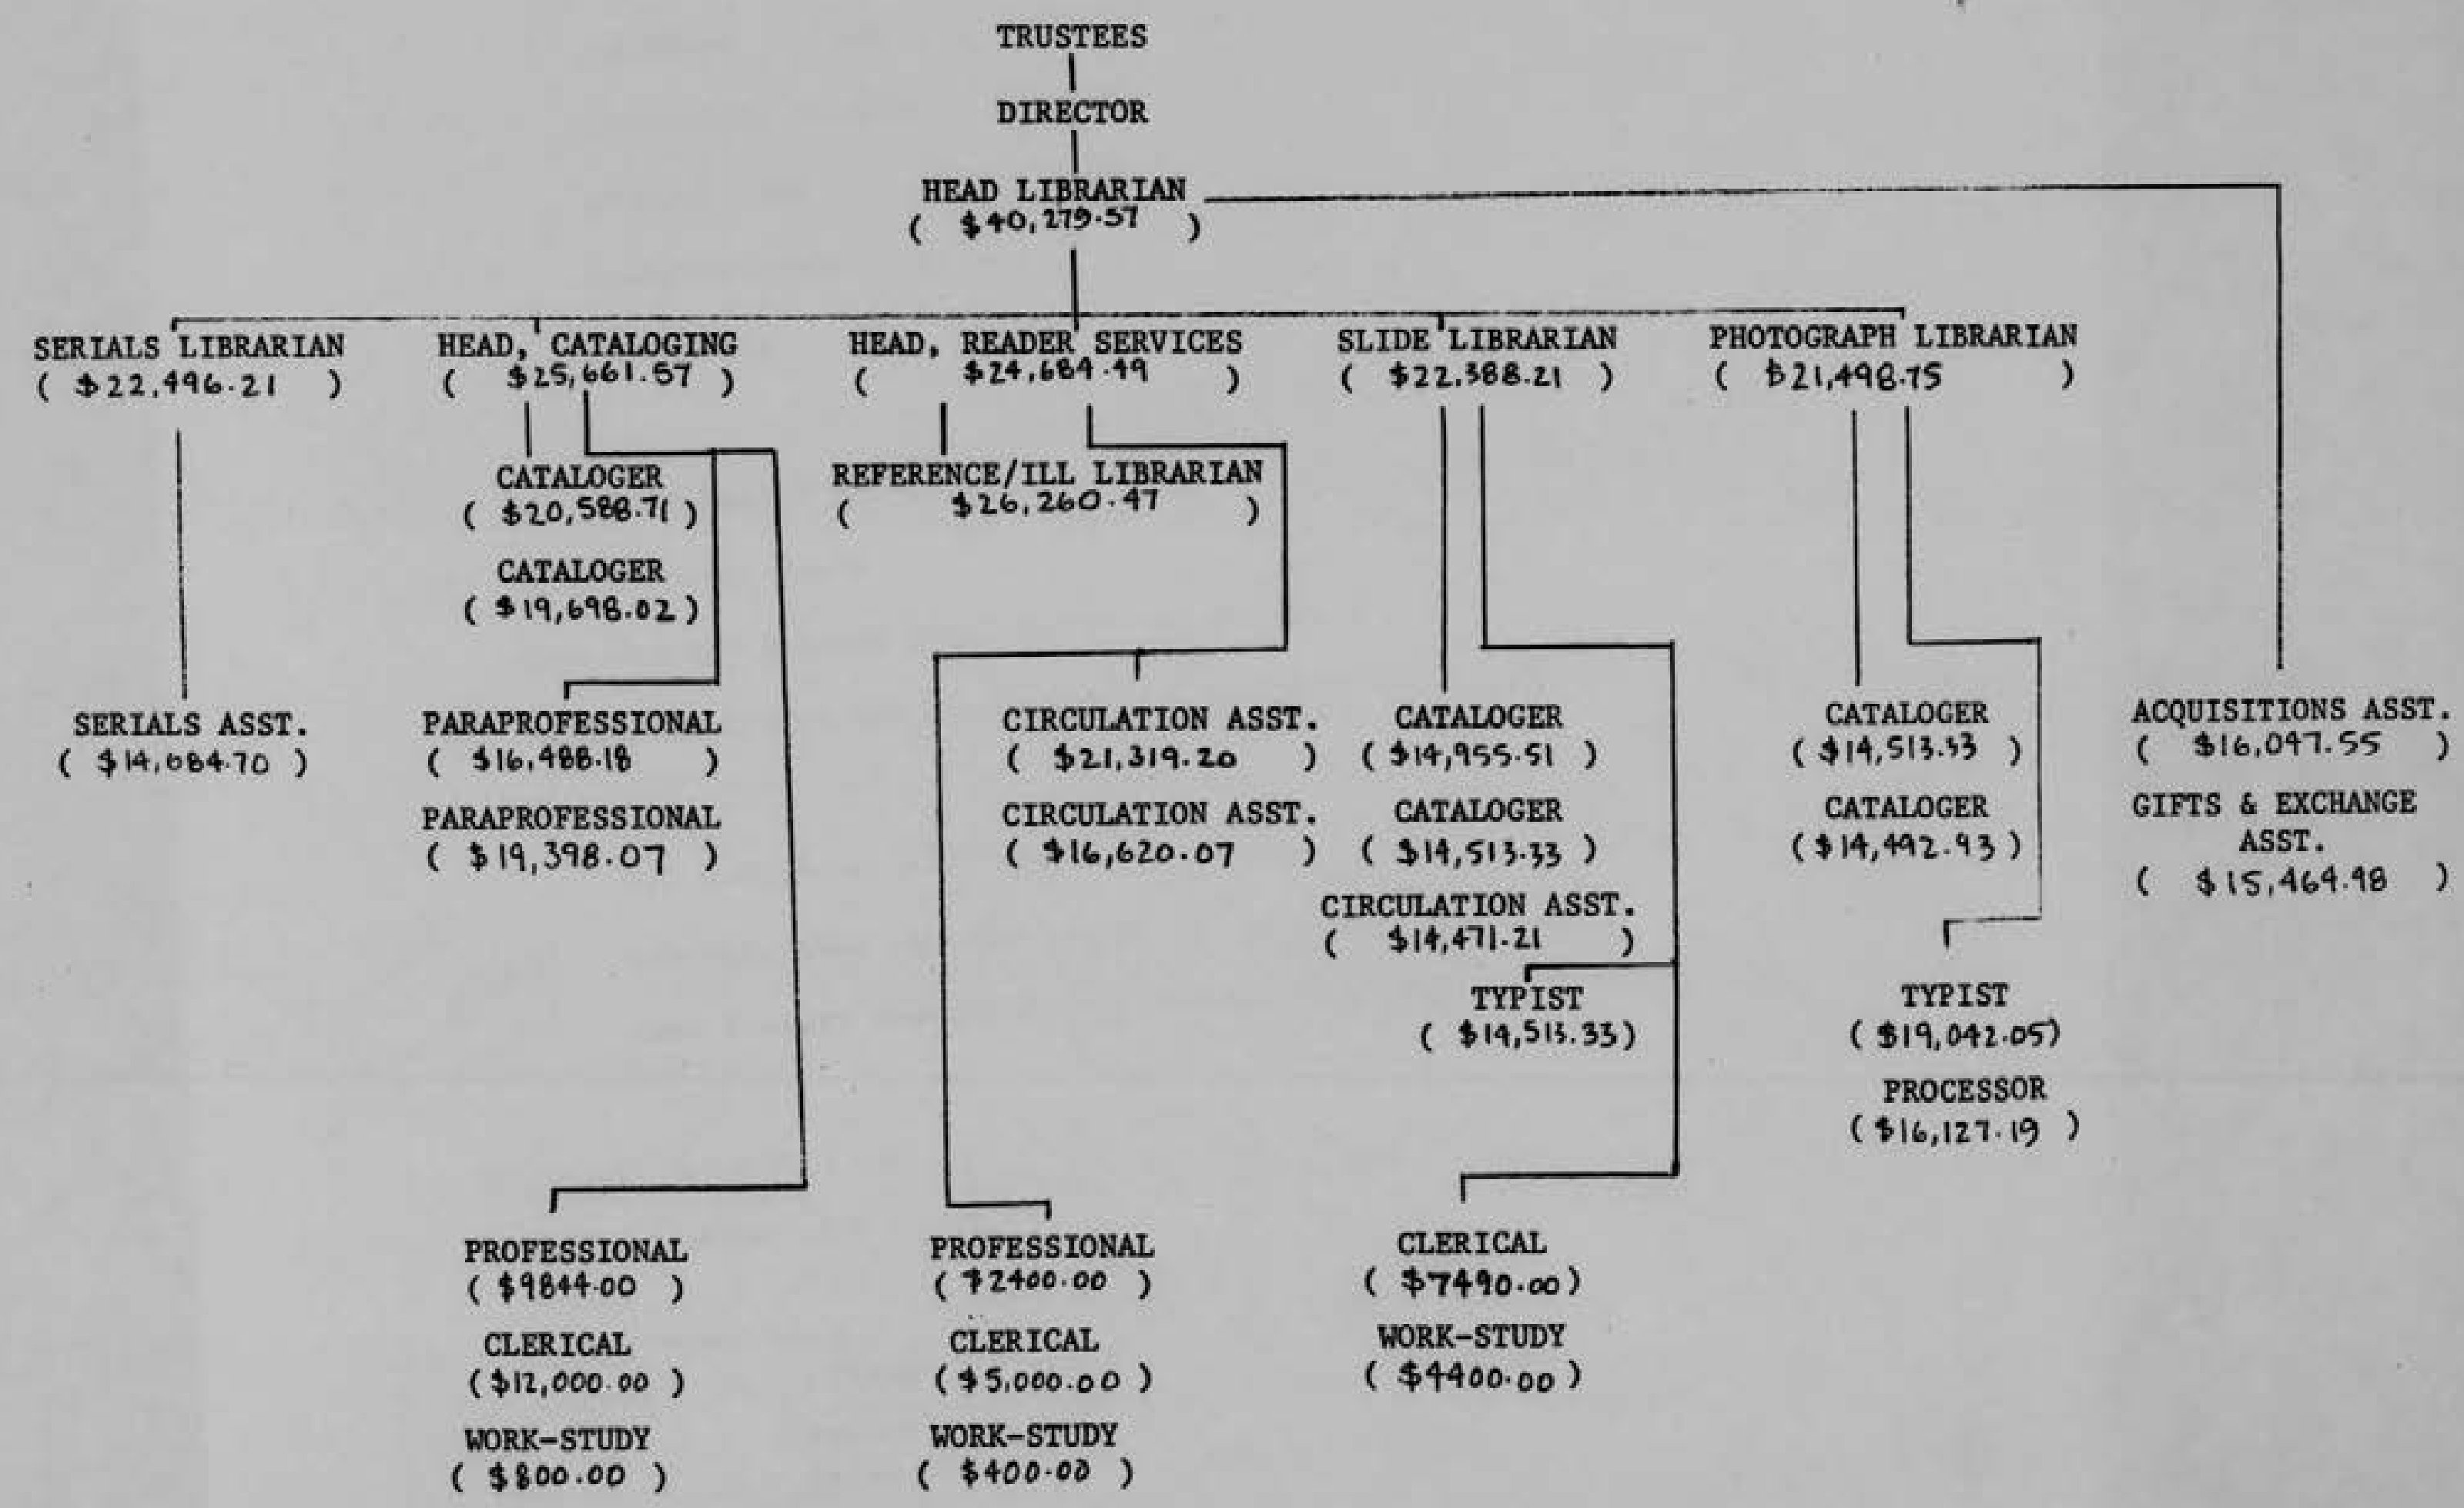 TRUSTEES
DIRECTOR
HEAD LIBRARIAN
( $40,279.57 )
SERIALS LIBRARIAN
( $22,496.21 )
HEAD, CATALOGING
( $25,661.57 )
HEAD, READER SERVICES
( $24,684.49 )
SLIDE LIBRARIAN
( $22,388.21 )
PHOTOGRAPH LIBRARIAN
( $21,498.75 )
CATALOGER
( $20,588.71 )
CATALOGER
( $19,698.02 )
REFERENCE/ILL LIBRARIAN
( $26,260.47 )
SERIALS ASST.
( $14,684.70 )
PARAPROFESSIONAL
( $16,488.18 )
PARAPROFESSIONAL
( $19,398.07 )
CIRCULATION ASST.
( $21,319.20 )
CIRCULATION ASST.
( $16,620.07 )
CATALOGER
( $14,955.51 )
CATALOGER
( $14,513.33 )
CIRCULATION ASST.
( $14,471.21 )
TYPIST
( $14,513.33)
CATALOGER
( $14,513.33 )
CATALOGER
( $14,492.93 )
TYPIST
( $19,042.05)
PROCESSOR
( $16,127.19 )
ACQUISITIONS ASST.
( $16,097.55 )
GIFTS & EXCHANGE
ASST.
( $15,464.98 )
PROFESSIONAL
( $9844.00 )
CLERICAL
( $12,000.00 )
WORK-STUDY
( $800.00 )
PROFESSIONAL
( $2400.00 )
CLERICAL
( $5,000.00 )
WORK-STUDY
( $400.00 )
CLERICAL
( $7490.00)
WORK-STUDY
( $4400.00 )